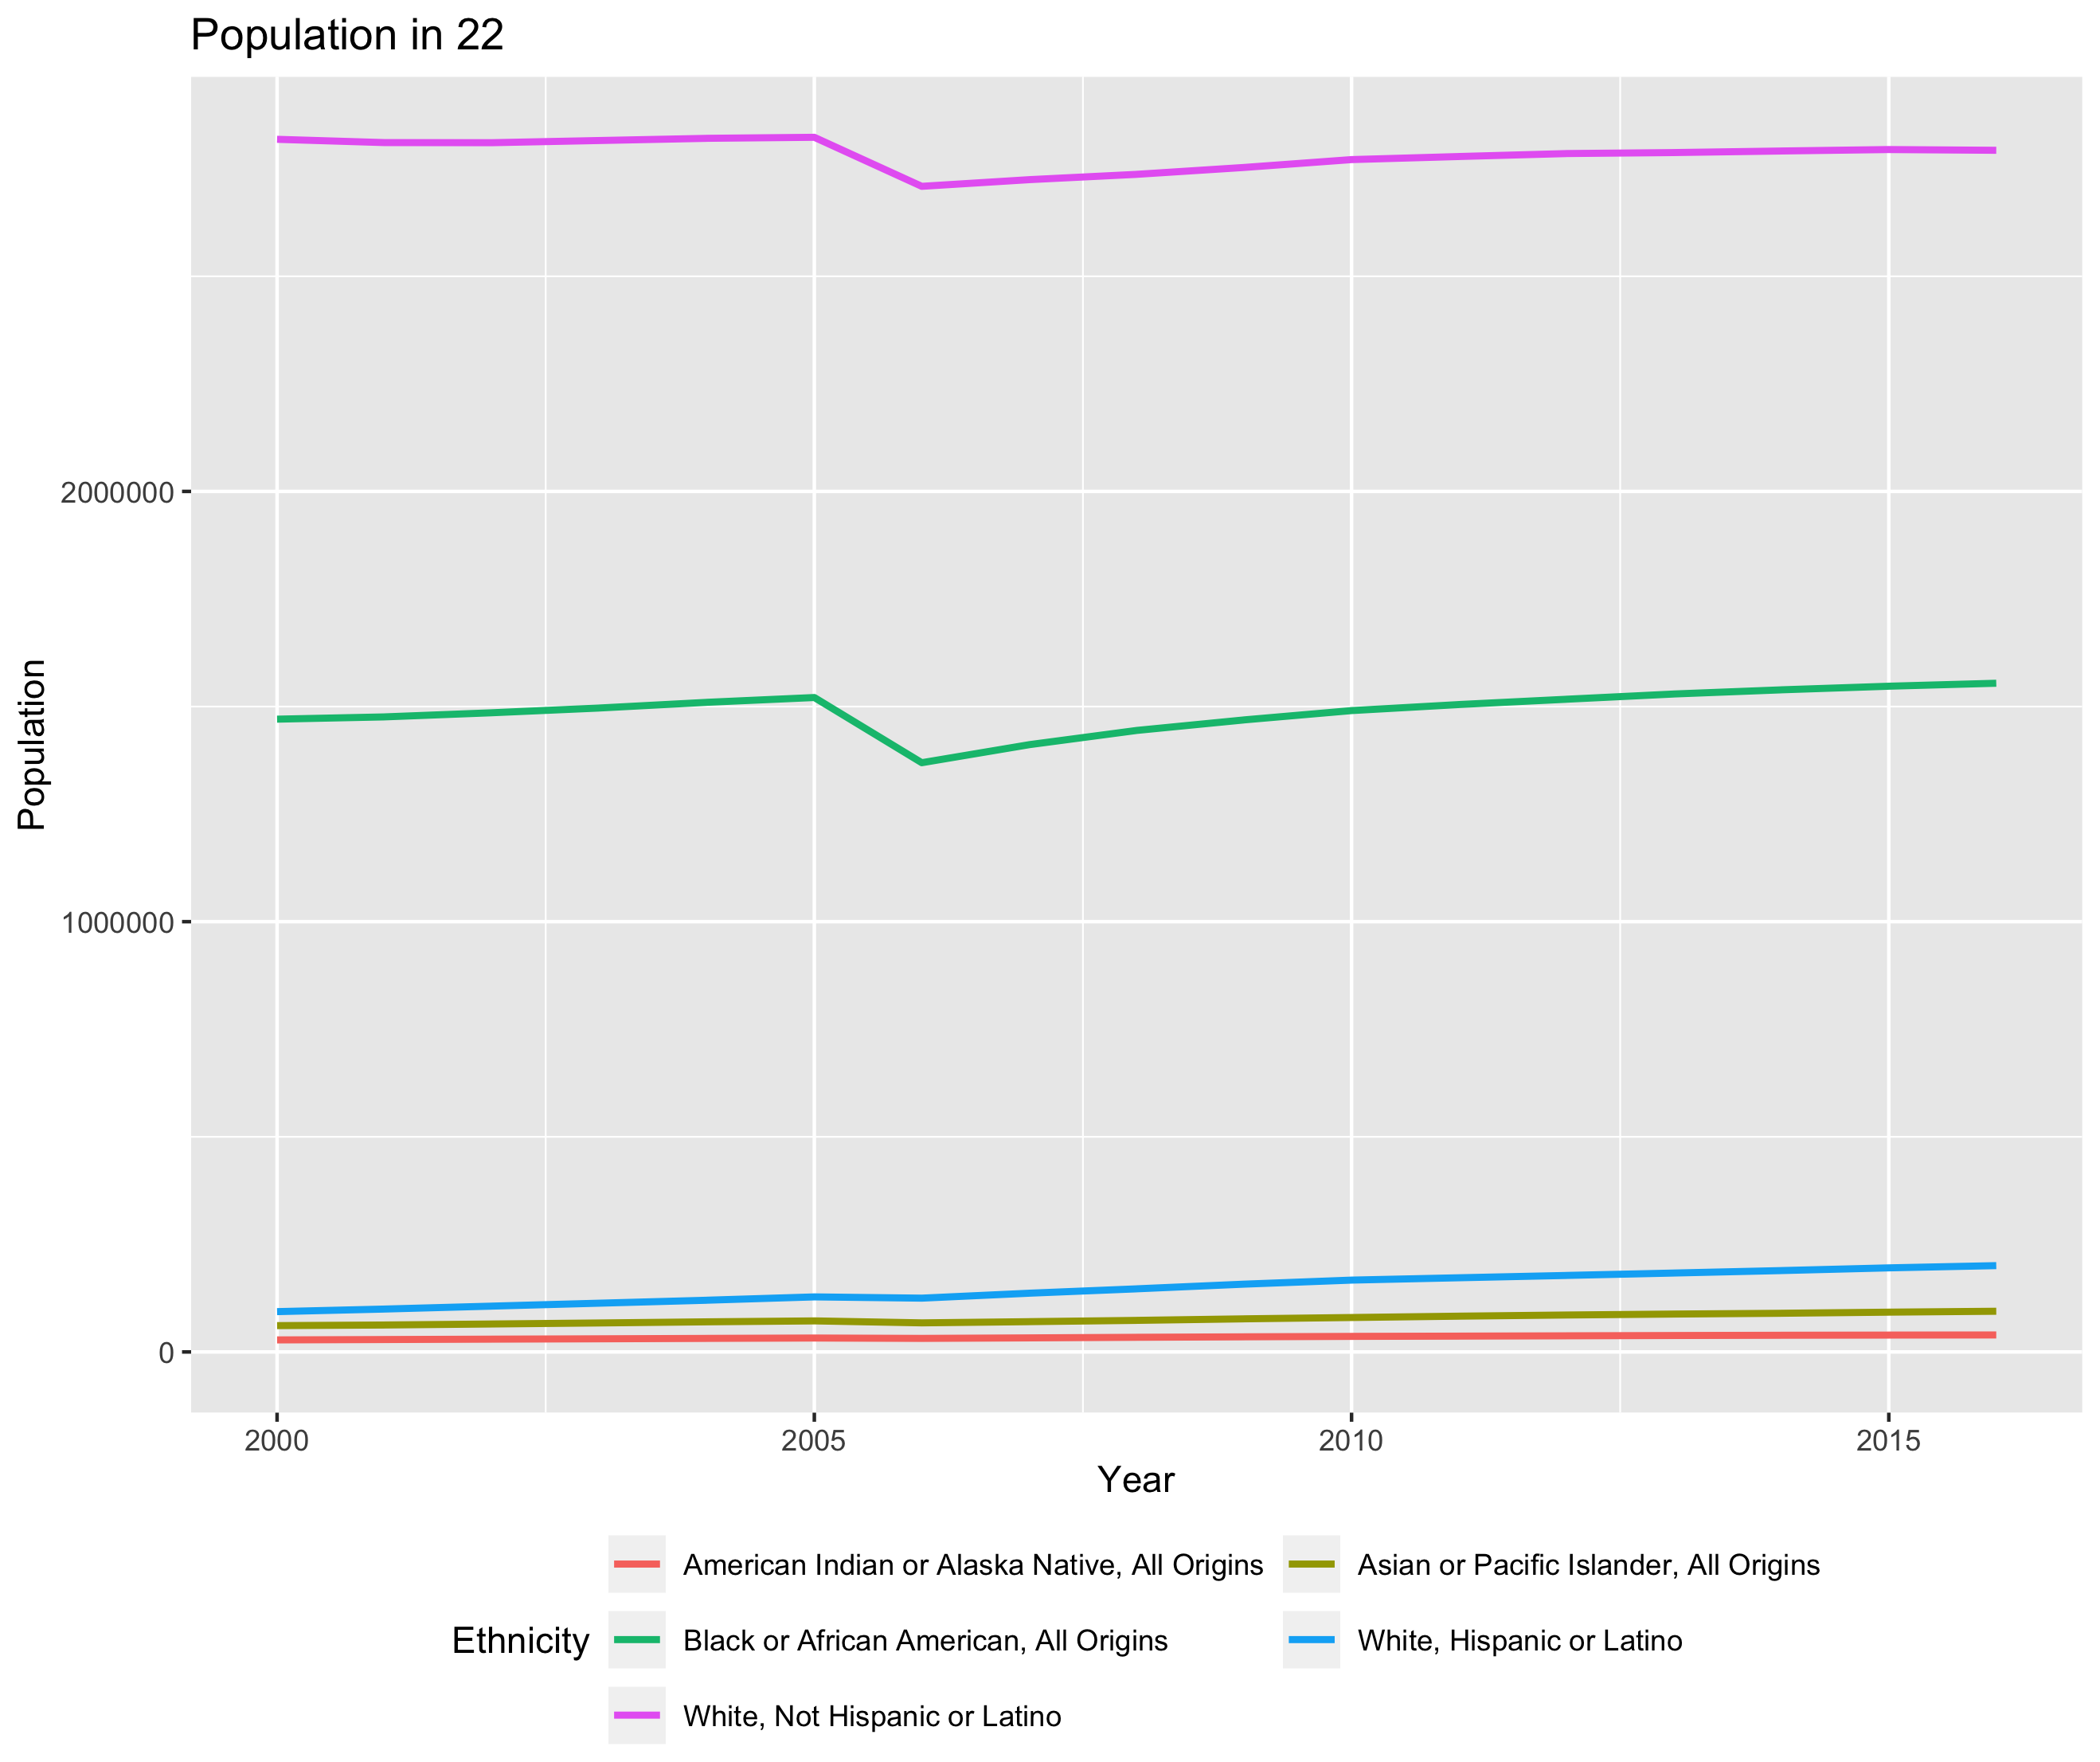 Population in 22
Population
2000000
1000000
0
2000
2005
2010
2015
Year
Ethnicity
American Indian or Alaska Native, All Origins
Asian or Pacific Islander, All Origins
Black or African American, All Origins
White, Hispanic or Latino
White, Not Hispanic or Latino